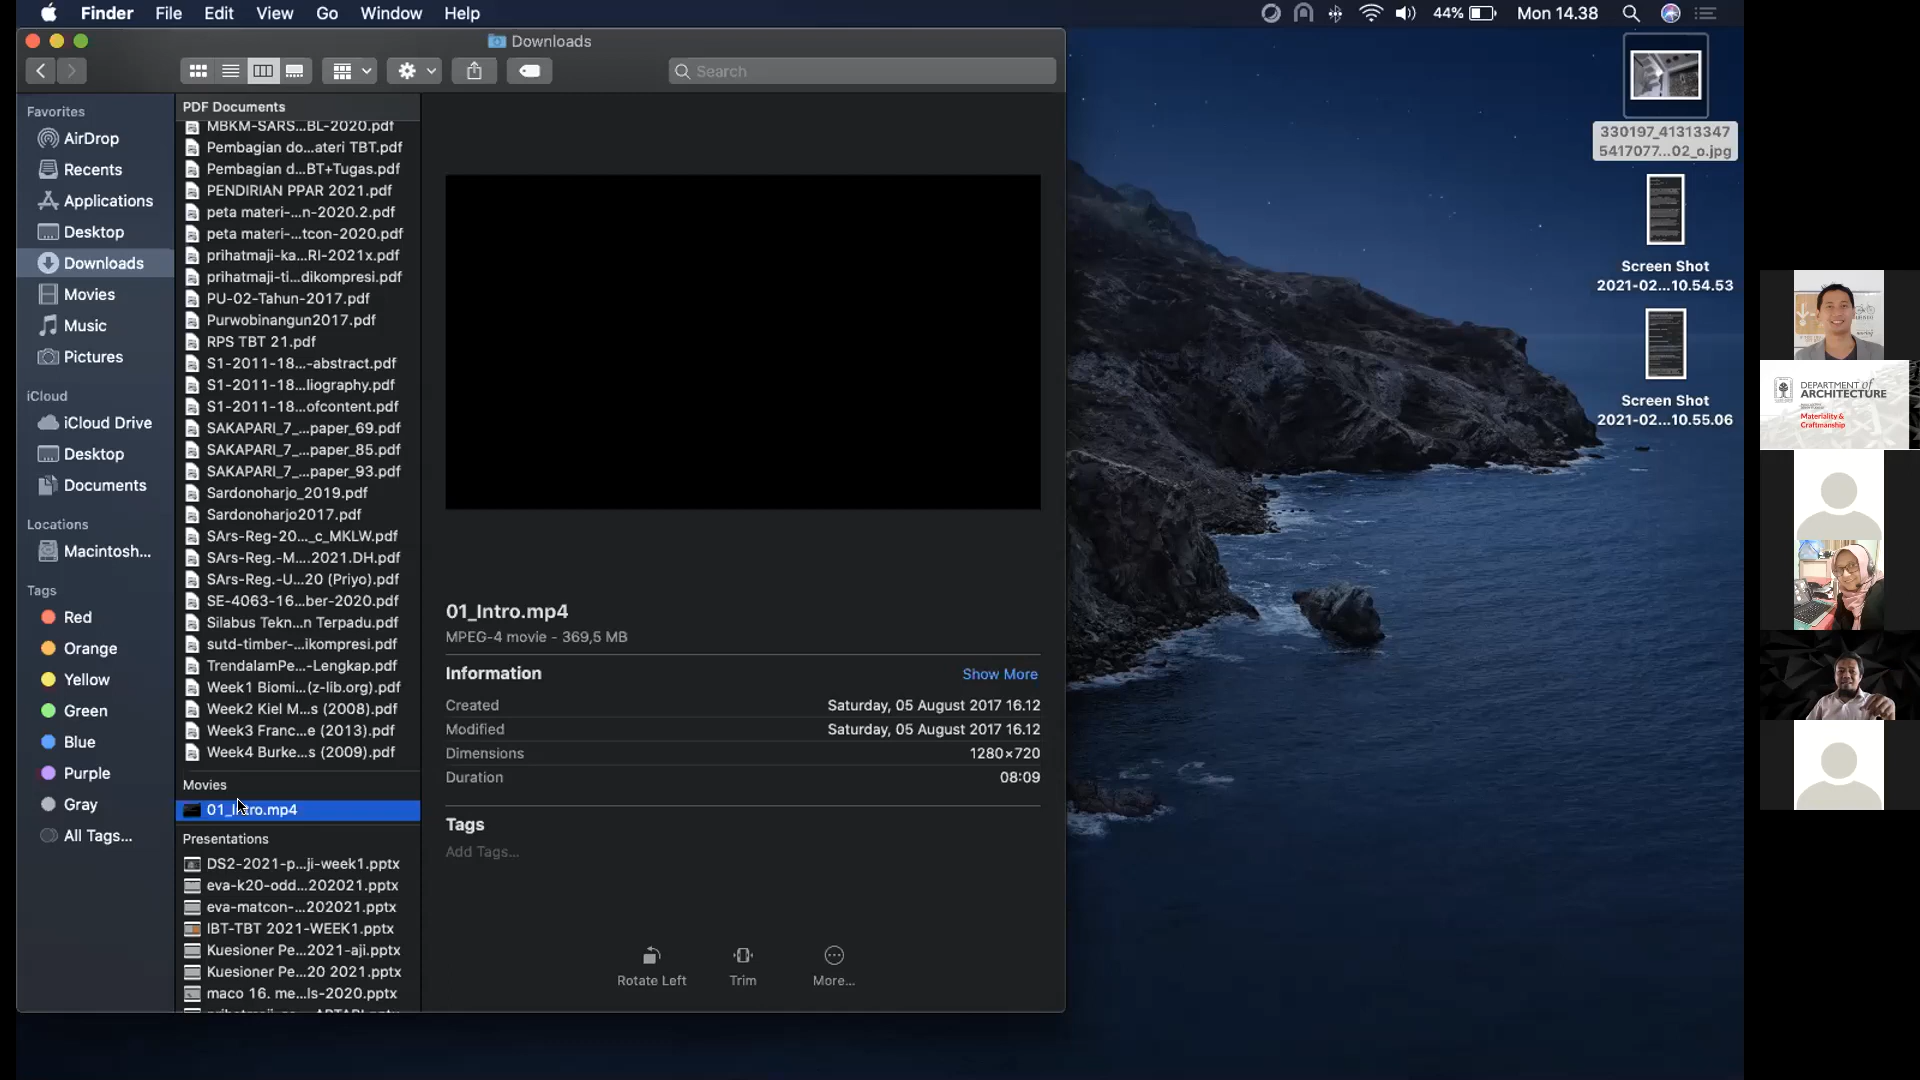 Finder File Edit View Go Window Help
44% Mon 14.38
Downloads
Search
Favorites
AirDrop
Recents
Applications
Desktop
Downloads
Movies
Music
Pictures
iCloud
iCloud Drive
Desktop
Documents
Locations
Macintosh...
Tags
Red
Orange
Yellow
Green
Blue
Purple
Gray
All Tags...
PDF Documents
MBKM-SARS...BL-2020.pdf
Pembagian do...ateri TBT.pdf
Pembagian d...BT+Tugas.pdf
PENDIRIAN PPAR 2021.pdf
peta materi-...n-2020.2.pdf
peta materi-...tcon-2020.pdf
prihatmaji-ka...RI-2021x.pdf
prihatmaji-ti...dikompresi.pdf
PU-02-Tahun-2017.pdf
Purwobinangun2017.pdf
RPS TBT 21.pdf
S1-2011-18...-abstract.pdf
S1-2011-18...liography.pdf
S1-2011-18...ofcontent.pdf
SAKAPARI_7_...paper_69.pdf
SAKAPARI_7_...paper_85.pdf
SAKAPARI_7_...paper_93.pdf
Sardonoharjo_2019.pdf
Sardonoharjo2017.pdf
SArs-Reg-20..._c_MKLW.pdf
SArs-Reg.-M....2021.DH.pdf
SArs-Reg.-U...20 (Priyo).pdf
SE-4063-16...ber-2020.pdf
Silabus Tekn...n Terpadu.pdf
sutd-timber-...ikompresi.pdf
TrendalamPe...-Lengkap.pdf
Week1 Biomi...(z-lib.org).pdf
Week2 Kiel M...s (2008).pdf
Week3 Franc...e (2013).pdf
Week4 Burke...s (2009).pdf
Movies
01_Intro.mp4
Presentations
DS2-2021-p...ji-week1.pptx
eva-k20-odd...202021.pptx
eva-matcon-...202021.pptx
IBT-TBT 2021-WEEK1.pptx
Kuesioner Pe...2021-aji.pptx
Kuesioner Pe...20 2021.pptx
maco 16. me...ls-2020.pptx
01_Intro.mp4
MPEG-4 movie - 369,5 MB
Information Show More
Created Saturday, 05 August 2017 16.12
Modified Saturday, 05 August 2017 16.12
Dimensions 1280×720
Duration 08:09
Tags
Add Tags...
Rotate Left Trim More...
330197_41313347
5417077...02_o.jpg
Screen Shot
2021-02...10.54.53
Screen Shot
2021-02...10.55.06
DEPARTMENT of
ARCHITECTURE
Materiality &
Craftmanship